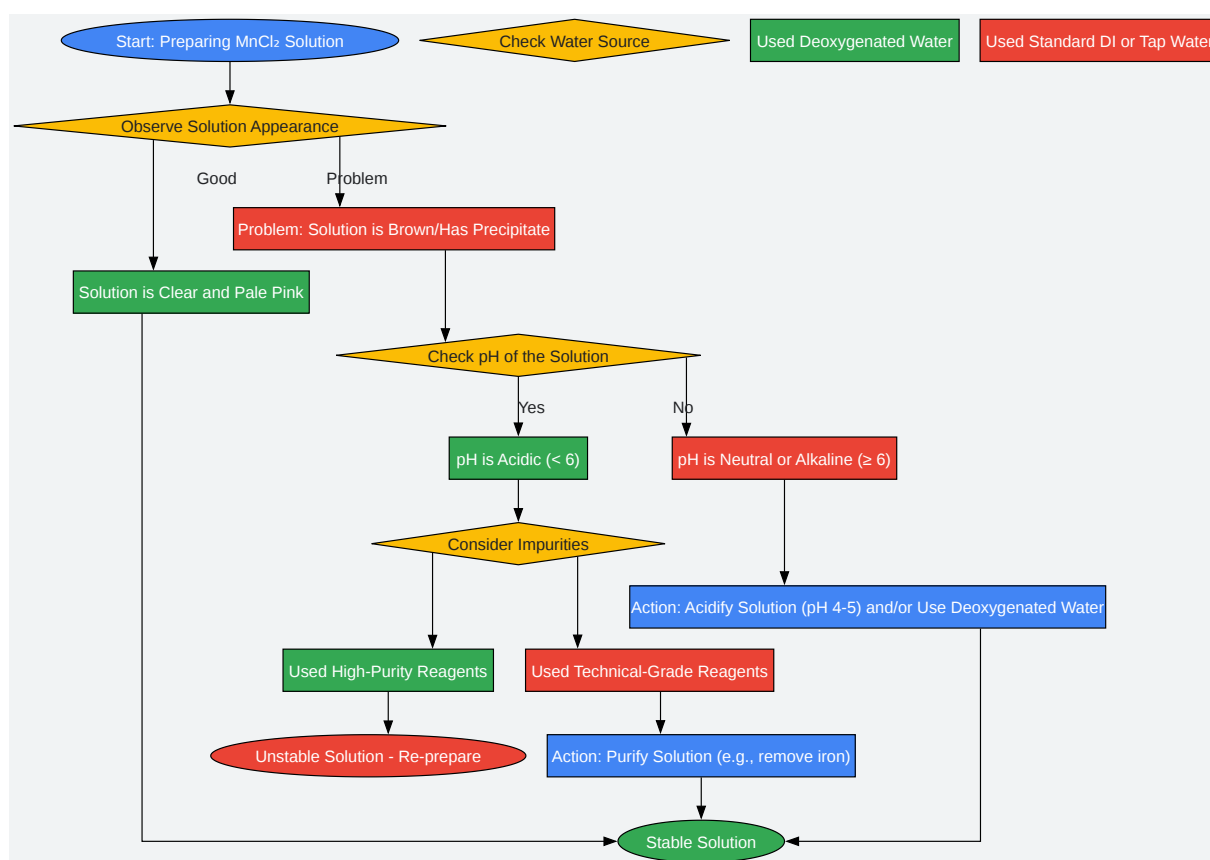 Start: Preparing MnCl₂ Solution
Check Water Source
Used Deoxygenated Water
Used Standard DI or Tap Water
Observe Solution Appearance
Good
Problem
Problem: Solution is Brown/Has Precipitate
Solution is Clear and Pale Pink
Check pH of the Solution
Yes
No
pH is Acidic (< 6)
pH is Neutral or Alkaline (≥ 6)
Consider Impurities
Action: Acidify Solution (pH 4-5) and/or Use Deoxygenated Water
Used High-Purity Reagents
Used Technical-Grade Reagents
Unstable Solution - Re-prepare
Action: Purify Solution (e.g., remove iron)
Stable Solution